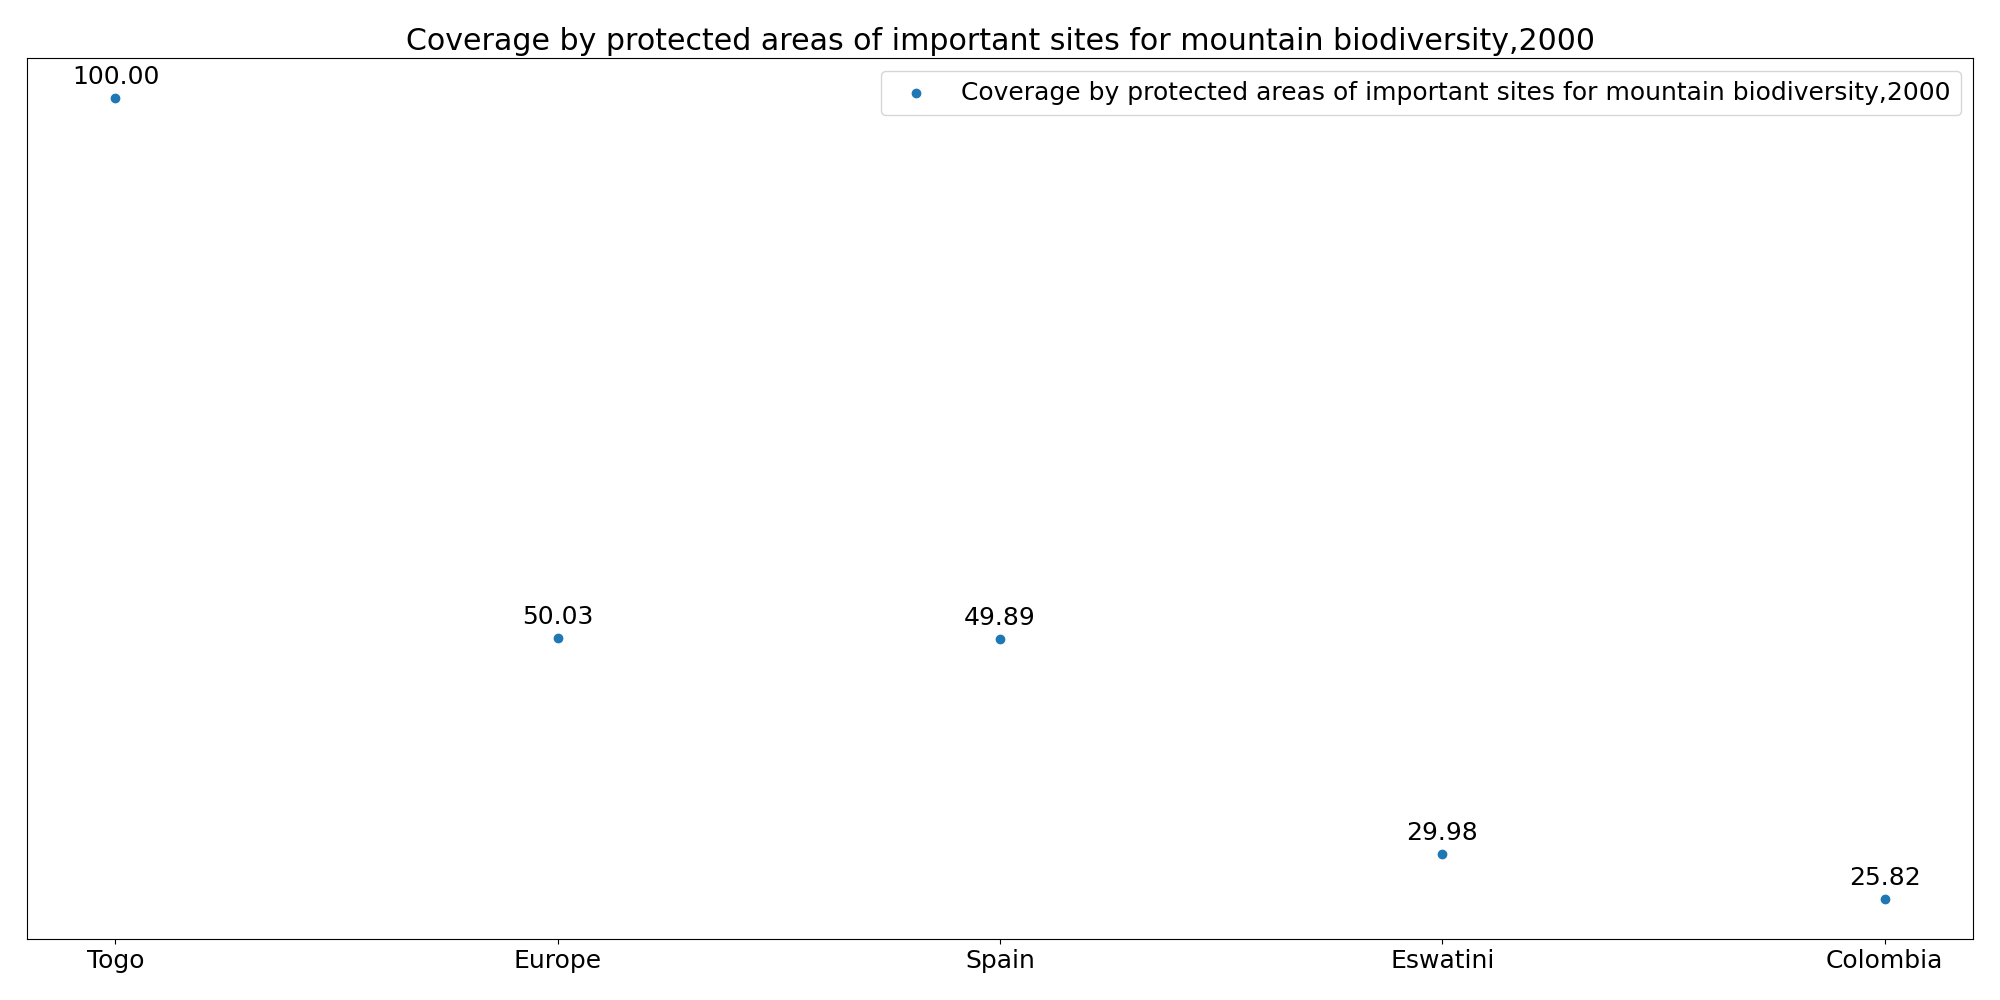 Coverage by protected areas of important sites for mountain biodiversity,2000
100.00
Coverage by protected areas of important sites for mountain biodiversity,2000
50.03
49.89
29.98
25.82
Togo Europe Spain Eswatini Colombia